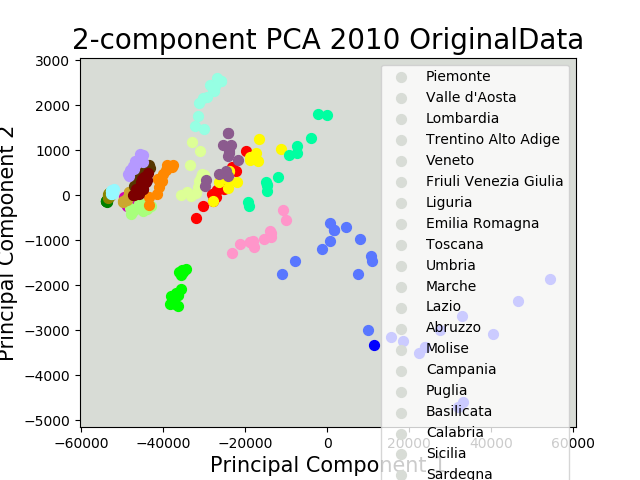 2-component PCA 2010 OriginalData
3000
2000
1000
0
−1000
−2000
−3000
−4000
−5000
Principal Component 2
Piemonte
Valle d'Aosta
Lombardia
Trentino Alto Adige
Veneto
Friuli Venezia Giulia
Liguria
Emilia Romagna
Toscana
Umbria
Marche
Lazio
Abruzzo
Molise
Campania
Puglia
Basilicata
Calabria
Sicilia
Sardegna
−60000 −40000 −20000 0 20000 40000 60000
Principal Component 1